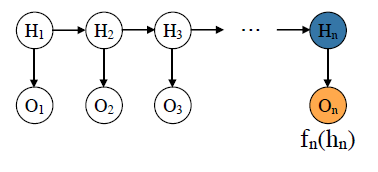 H₁ H₂ H₃ ... Hₙ
O₁ O₂ O₃ Oₙ
fₙ(hₙ)